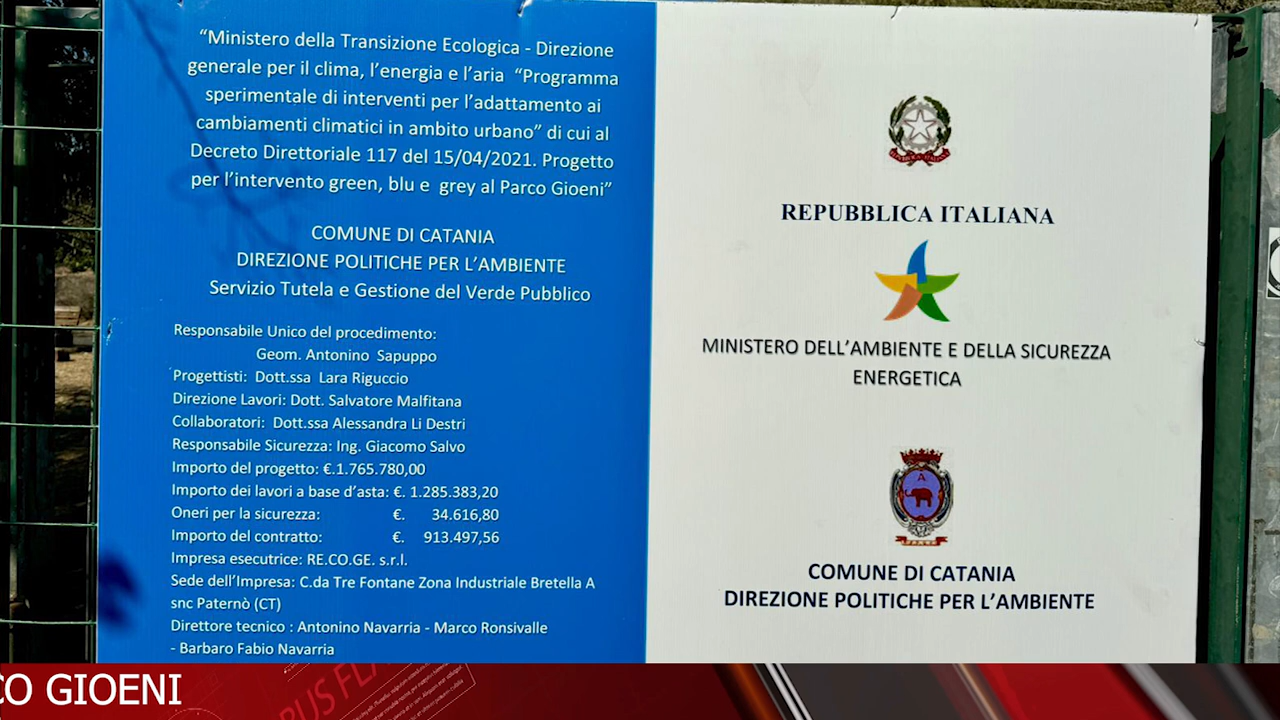 “Ministero della Transizione Ecologica - Direzione
generale per il clima, l’energia e l’aria “Programma
sperimentale di interventi per l’adattamento ai
cambiamenti climatici in ambito urbano” di cui al
Decreto Direttoriale 117 del 15/04/2021. Progetto
per l’intervento green, blu e grey al Parco Gioeni”
COMUNE DI CATANIA
DIREZIONE POLITICHE PER L’AMBIENTE
Servizio Tutela e Gestione del Verde Pubblico
Responsabile Unico del procedimento:
Geom. Antonino Sapuppo
Progettisti: Dott.ssa Lara Riguccio
Direzione Lavori: Dott. Salvatore Malfitana
Collaboratori: Dott.ssa Alessandra Li Destri
Responsabile Sicurezza: Ing. Giacomo Salvo
Importo del progetto: €.1.765.780,00
Importo dei lavori a base d’asta: €. 1.285.383,20
Oneri per la sicurezza: €. 34.616,80
Importo del contratto: €. 913.497,56
Impresa esecutrice: RE.CO.GE. s.r.l.
Sede dell’Impresa: C.da Tre Fontane Zona Industriale Bretella A
snc Paternò (CT)
Direttore tecnico : Antonino Navarria - Marco Ronsivalle
- Barbaro Fabio Navarria
REPUBBLICA ITALIANA
REPUBBLICA ITALIANA
MINISTERO DELL’AMBIENTE E DELLA SICUREZZA
ENERGETICA
A
COMUNE DI CATANIA
DIREZIONE POLITICHE PER L’AMBIENTE
CO GIOENI